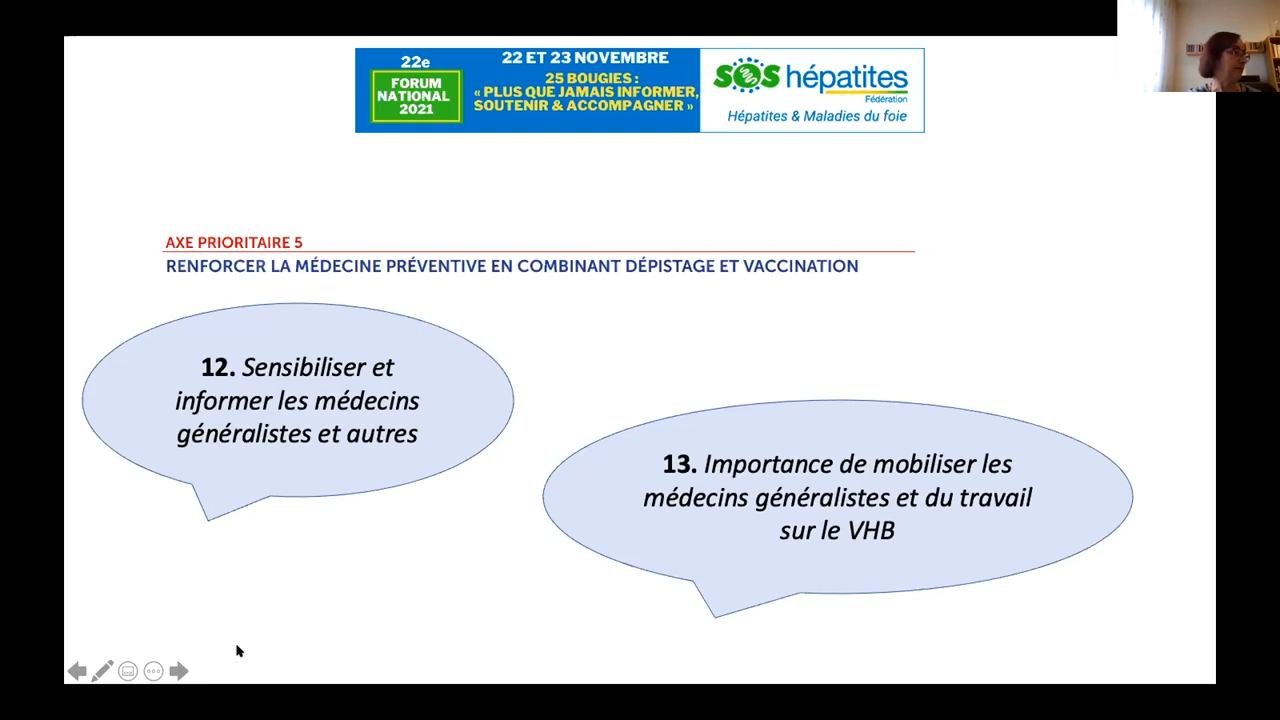 22e
FORUM
NATIONAL
2021
22 ET 23 NOVEMBRE
25 BOUGIES :
« PLUS QUE JAMAIS INFORMER,
SOUTENIR & ACCOMPAGNER »
SOS hépatites
Fédération
Hépatites & Maladies du foie
AXE PRIORITAIRE 5
RENFORCER LA MÉDECINE PRÉVENTIVE EN COMBINANT DÉPISTAGE ET VACCINATION
12. Sensibiliser et
informer les médecins
généralistes et autres
13. Importance de mobiliser les
médecins généralistes et du travail
sur le VHB